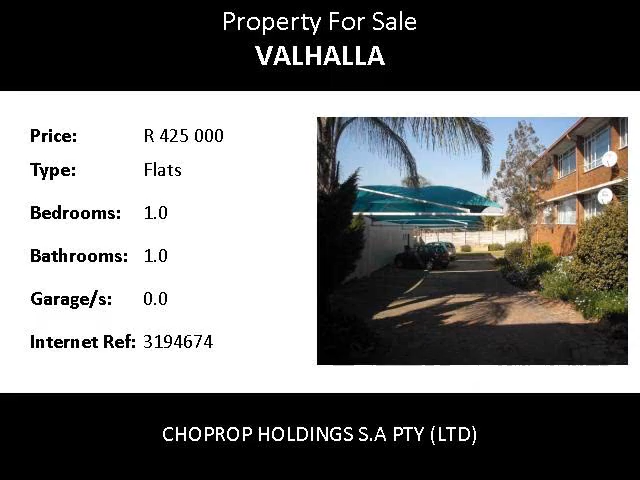 Property For Sale
VALHALLA
Price: R 425 000
Type: Flats
Bedrooms: 1.0
Bathrooms: 1.0
Garage/s: 0.0
Internet Ref: 3194674
CHOPROP HOLDINGS S.A PTY (LTD)